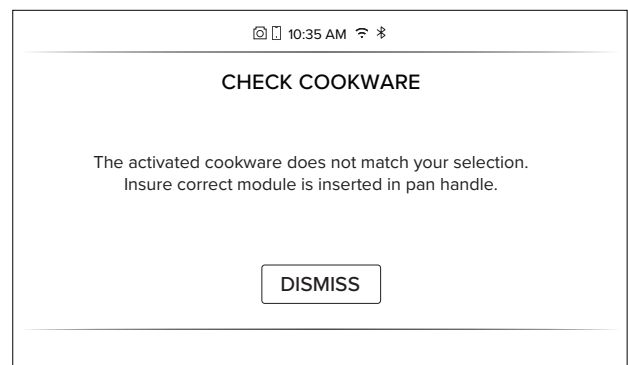 10:35 AM
CHECK COOKWARE
The activated cookware does not match your selection.
Insure correct module is inserted in pan handle.
DISMISS